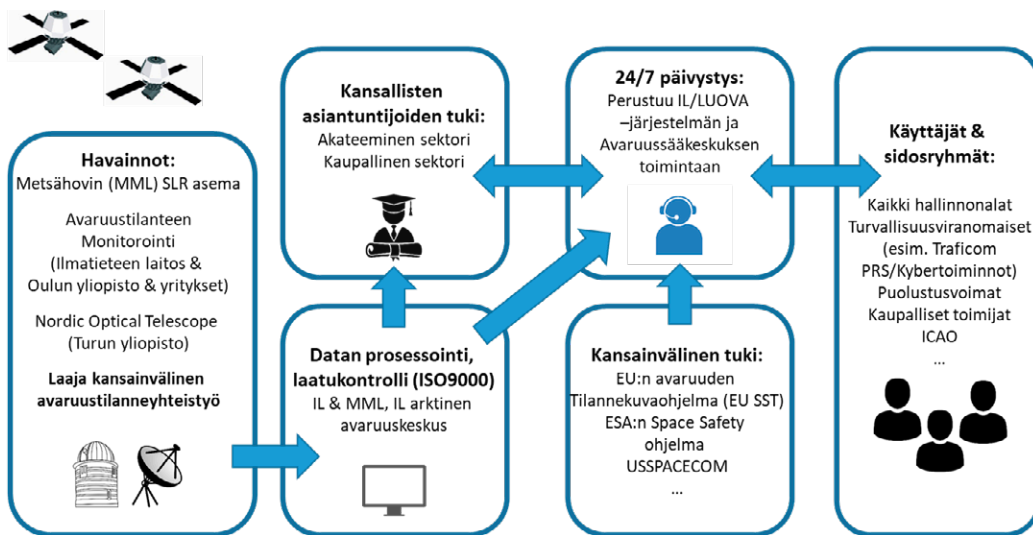 Havainnot:
Metsähovin (MML) SLR asema
Avaruustilanteen
Monitorointi
(Ilmatieteen laitos &
Oulun yliopisto & yritykset)
Nordic Optical Telescope
(Turun yliopisto)
Laaja kansainvälinen
avaruustilanneyhteistyö
Kansallisten
asiantuntijoiden tuki:
Akateeminen sektori
Kaupallinen sektori
Datan prosessointi,
laatukontrolli (ISO9000)
IL & MML, IL arktinen
avaruuskeskus
24/7 päivystys:
Perustuu IL/LUOVA
–järjestelmän ja
Avaruussääkeskuksen
toimintaan
Kansainvälinen tuki:
EU:n avaruuden
Tilannekuvaohjelma (EU SST)
ESA:n Space Safety
ohjelma
USSPACECOM
...
Käyttäjät &
sidosryhmät:
Kaikki hallinnonalat
Turvallisuusviranomaiset
(esim. Traficom
PRS/Kybertoiminnot)
Puolustusvoimat
Kaupalliset toimijat
ICAO
...